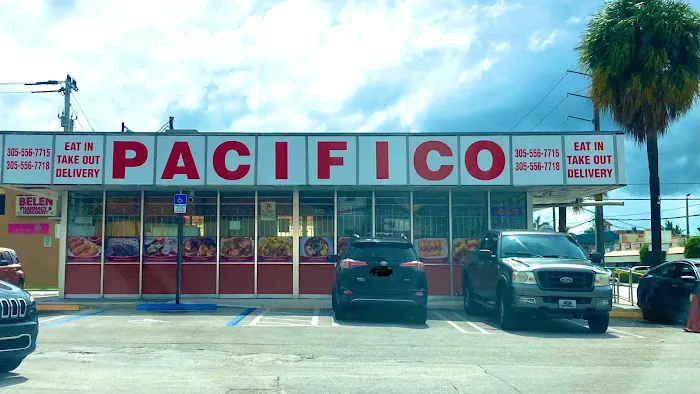 305-556-7715
305-556-7718
EAT IN
TAKE OUT
DELIVERY
PACIFICO
305-556-7715
305-556-7718
EAT IN
TAKE OUT
DELIVERY
BELEN
PHARMACY &